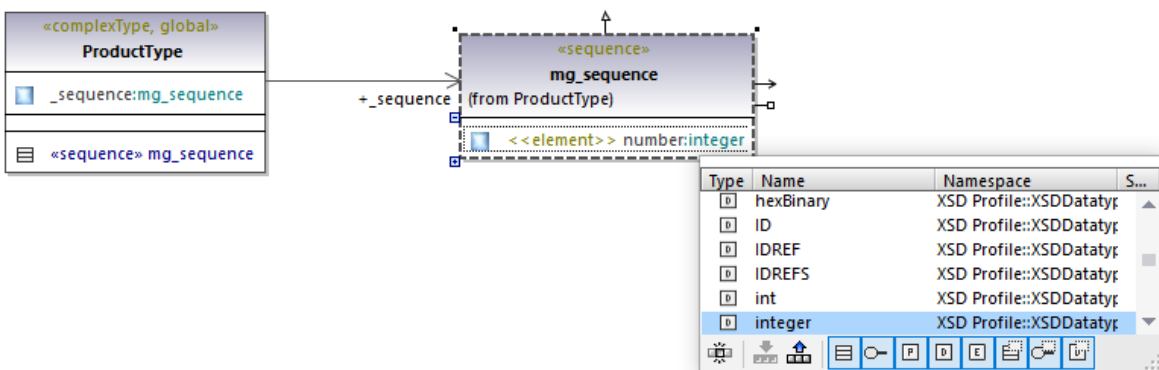 «complexType, global»
ProductType
_sequence:mg_sequence
«sequence» mg_sequence
+_sequence
«sequence»
mg_sequence
(from ProductType)
<<element>> number:integer
Type Name Namespace S...
D hexBinary XSD Profile::XSDDatatyp
D ID XSD Profile::XSDDatatyp
D IDREF XSD Profile::XSDDatatyp
D IDREFS XSD Profile::XSDDatatyp
D int XSD Profile::XSDDatatyp
D integer XSD Profile::XSDDatatyp
P D E